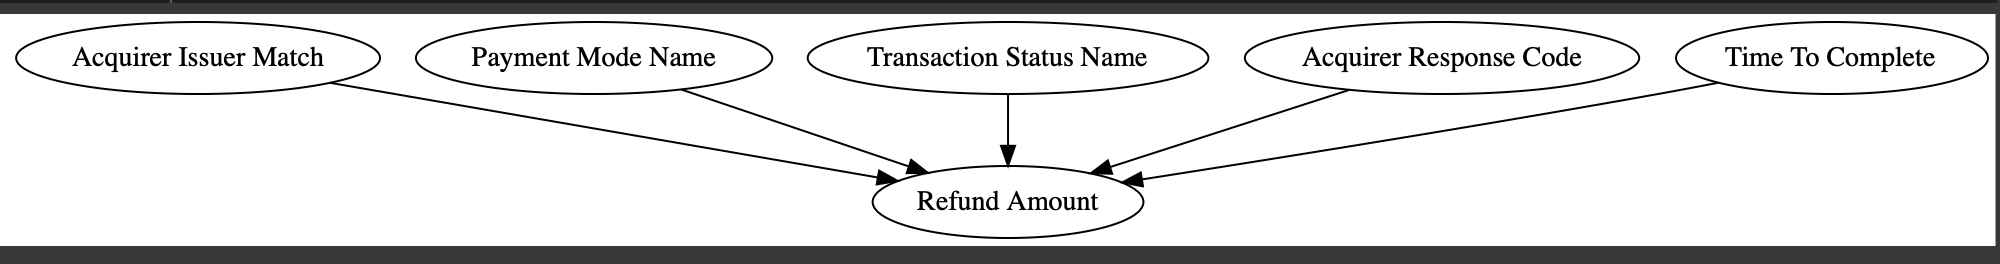 Acquirer Issuer Match
Payment Mode Name
Transaction Status Name
Acquirer Response Code
Time To Complete
Refund Amount